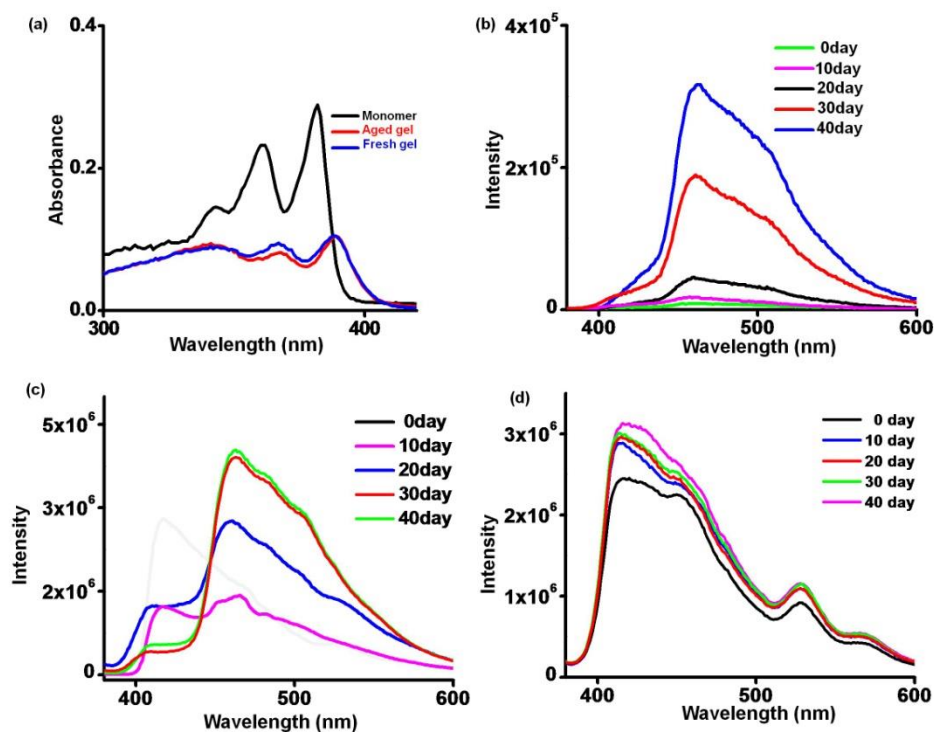 (a)
0.4
0.2
0.0
Absorbance
Monomer
Aged gel
Fresh gel
300
400
Wavelength (nm)
(b)
4x10⁵
2x10⁵
0
Intensity
0day
10day
20day
30day
40day
400
500
600
Wavelength (nm)
(c)
5x10⁶
3x10⁶
2x10⁶
0
Intensity
0day
10day
20day
30day
40day
400
500
600
Wavelength (nm)
(d)
3x10⁶
2x10⁶
1x10⁶
0
Intensity
0 day
10 day
20 day
30 day
40 day
400
500
600
Wavelength (nm)